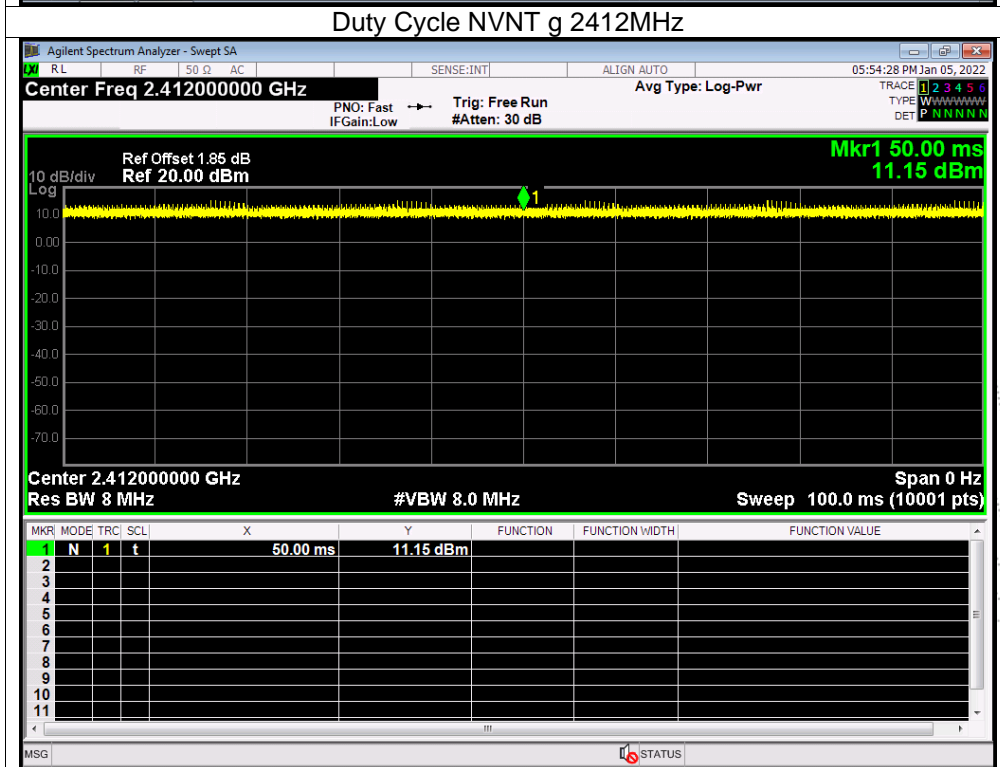 Duty Cycle NVNT g 2412MHz
Agilent Spectrum Analyzer - Swept SA
LXI RL RF 50 Ω AC SENSE:INT ALIGN AUTO 05:54:28 PM Jan 05, 2022
Center Freq 2.412000000 GHz Avg Type: Log-Pwr TRACE 1 2 3 4 5 6
PNO: Fast Trig: Free Run TYPE WWWWWW
IFGain:Low #Atten: 30 dB DET P N N N N N
Mkr1 50.00 ms
Ref Offset 1.85 dB
10 dB/div Ref 20.00 dBm 11.15 dBm
Log
1
10.0
0.00
-10.0
-20.0
-30.0
-40.0
-50.0
-60.0
-70.0
Center 2.412000000 GHz Span 0 Hz
Res BW 8 MHz #VBW 8.0 MHz Sweep 100.0 ms (10001 pts)
MKR MODE TRC SCL X Y FUNCTION FUNCTION WIDTH FUNCTION VALUE
1 N 1 t 50.00 ms 11.15 dBm
2
3
4
5
6
7
8
9
10
11
MSG STATUS